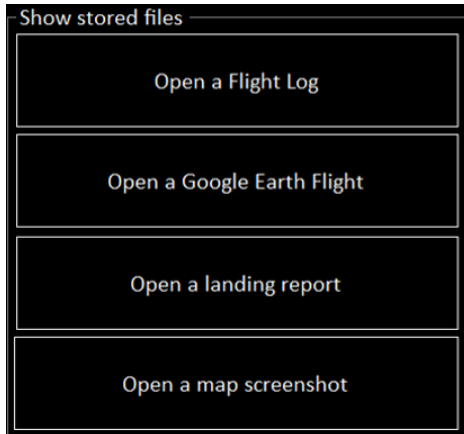 Show stored files
Open a Flight Log
Open a Google Earth Flight
Open a landing report
Open a map screenshot